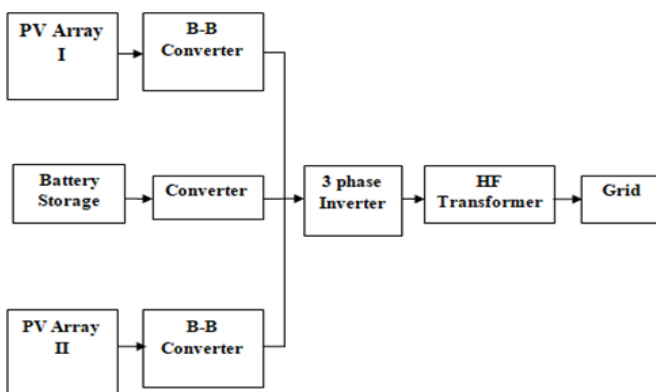 PV Array
I
B-B
Converter
Battery
Storage
Converter
3 phase
Inverter
HF
Transformer
Grid
PV Array
II
B-B
Converter